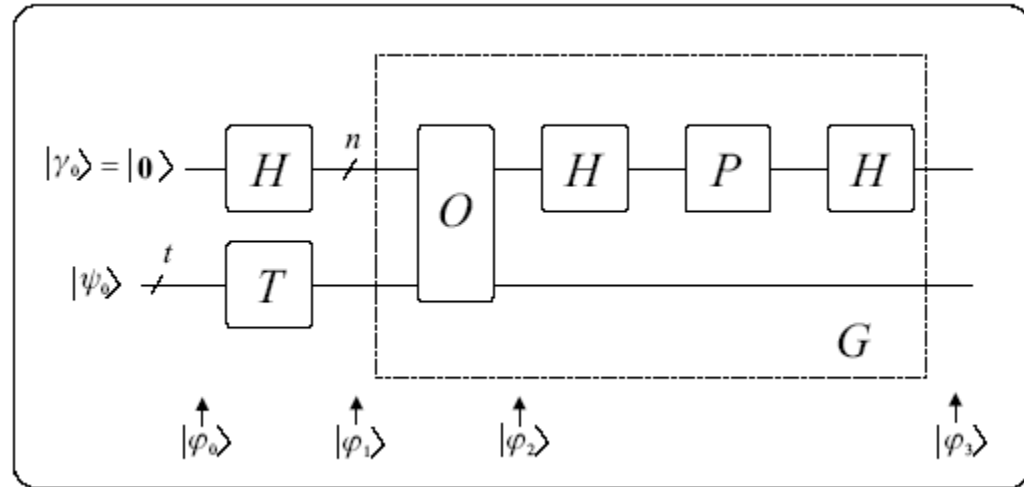 n
|γ₀⟩ = |0⟩ H O H P H
t
|ψ₀⟩ T
G
|φ₀⟩ |φ₁⟩ |φ₂⟩ |φ₃⟩